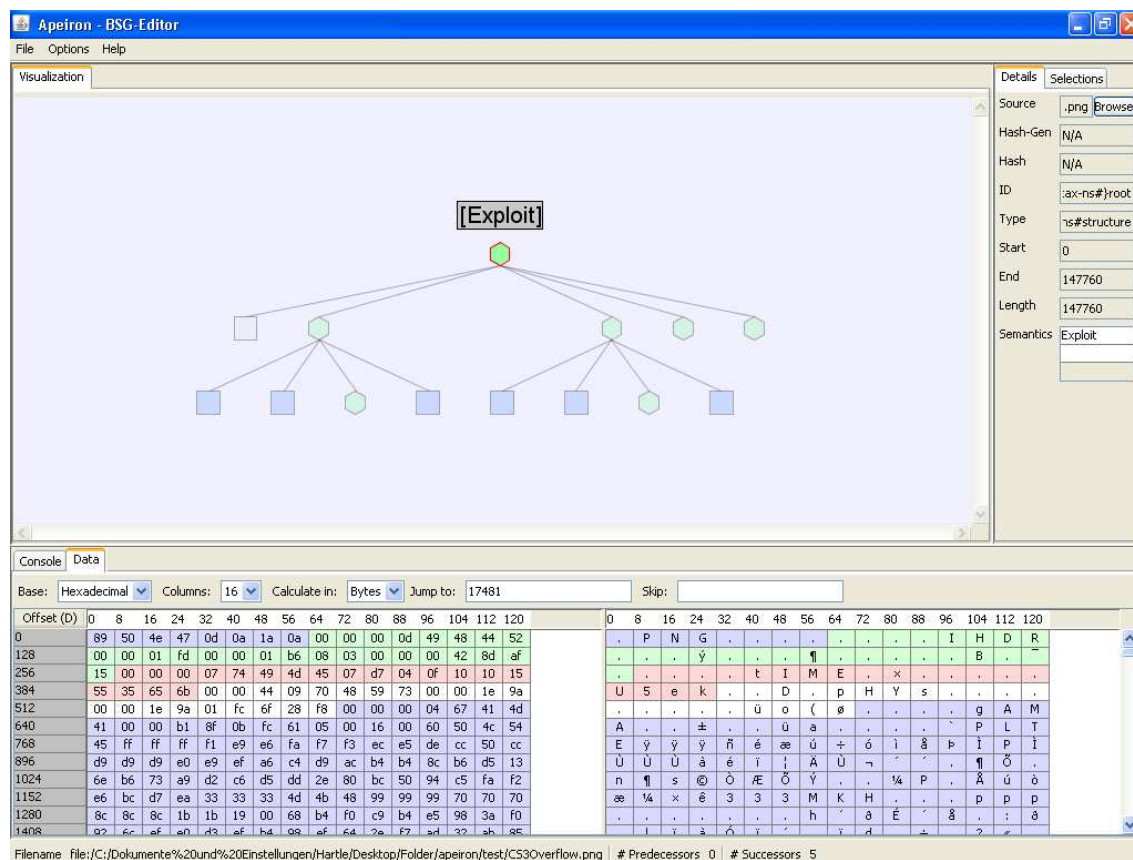 Apeiron - BSG-Editor
File Options Help
Visualization
[Exploit]
Details Selections
Source .png Browse
Hash-Gen N/A
Hash N/A
ID :ax-ns#}root
Type ns#structure
Start 0
End 147760
Length 147760
Semantics Exploit
Console Data
Base: Hexadecimal Columns: 16 Calculate in: Bytes Jump to: 17481 Skip:
Offset (D) 0 8 16 24 32 40 48 56 64 72 80 88 96 104 112 120 0 8 16 24 32 40 48 56 64 72 80 88 96 104 112 120
0 89 50 4e 47 0d 0a 1a 0a 00 00 00 0d 49 48 44 52 . P N G . . . . . . . . I H D R
128 00 00 01 fd 00 00 01 b6 08 03 00 00 00 42 8d af . . . ý . . . ¶ . . . . . B . ¯
256 15 00 00 00 07 74 49 4d 45 07 d7 04 0f 10 10 15 . . . . . t I M E . × . . . . .
384 55 35 65 6b 00 00 44 09 70 48 59 73 00 00 1e 9a U 5 e k . . D . p H Y s . . . .
512 00 00 1e 9a 01 fc 6f 28 f8 00 00 00 04 67 41 4d . . . . . ü o ( ø . . . . g A M
640 41 00 00 b1 8f 0b fc 61 05 00 16 00 60 50 4c 54 A . . ± . . ü a . . . . ` P L T
768 45 ff ff ff f1 e9 e6 fa f7 f3 ec e5 de cc 50 cc E ÿ ÿ ÿ ñ é æ ú ÷ ó ì å Þ Ì P Ì
896 d9 d9 d9 e0 e9 ef a6 c4 d9 ac b4 b4 8c b6 d5 13 Ù Ù Ù à é ï ¦ Ä Ù ¬ ´ ´ . ¶ Õ .
1024 6e b6 73 a9 d2 c6 d5 dd 2e 80 bc 50 94 c5 fa f2 n ¶ s © Ò Æ Õ Ý . . ¼ P . Å ú ò
1152 e6 bc d7 ea 33 33 33 4d 4b 48 99 99 99 70 70 70 æ ¼ × ê 3 3 3 M K H . . . p p p
1280 8c 8c 8c 1b 1b 19 00 68 b4 f0 c9 b4 e5 98 3a f0 . . . . . . . h ´ ð É ´ å . : ð
1408
Filename file:/C:/Dokumente%20und%20Einstellungen/Hartle/Desktop/Folder/apeiron/test/CS3Overflow.png # Predecessors 0 # Successors 5